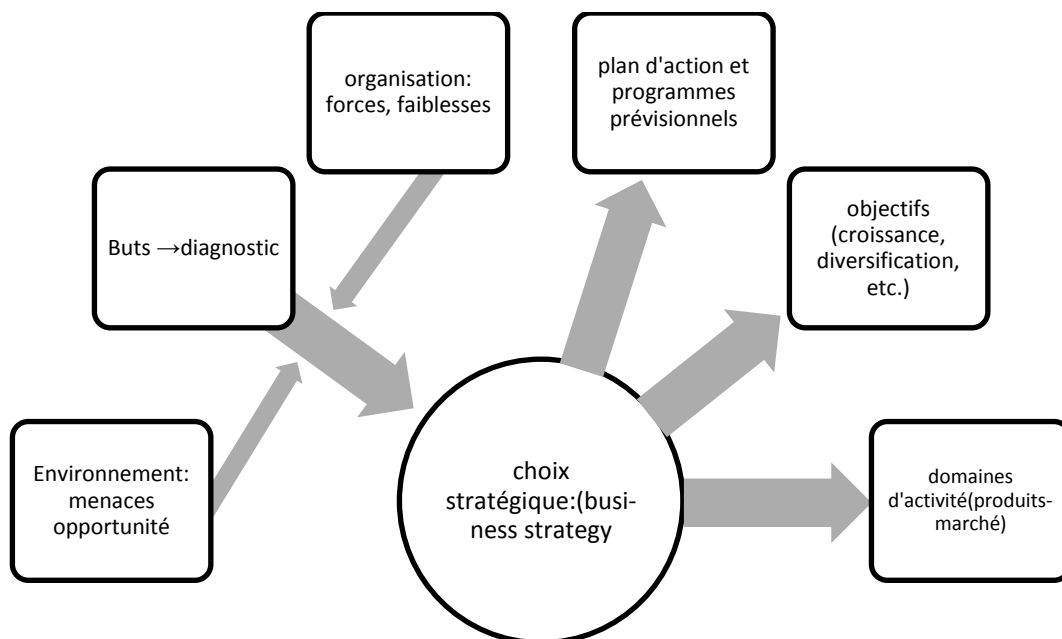 organisation:
forces, faiblesses
plan d'action et
programmes
prévisionnels
Buts →diagnostic
objectifs
(croissance,
diversification,
etc.)
Environnement:
menaces
opportunité
choix
stratégique:(busi-
ness strategy
domaines
d'activité(produits-
marché)